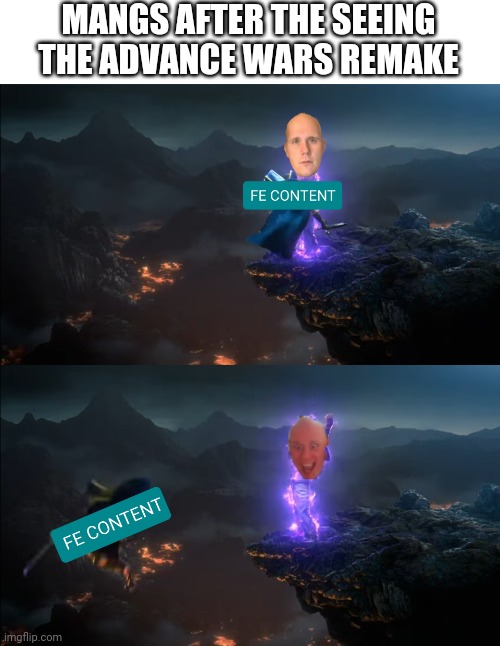 MANGS AFTER THE SEEING
THE ADVANCE WARS REMAKE
FE CONTENT
FE CONTENT
imgflip.com